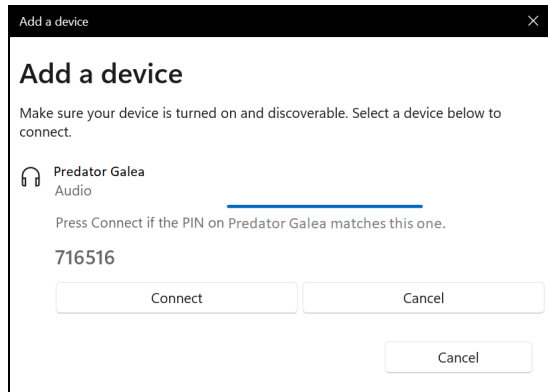 Add a device
Add a device
Make sure your device is turned on and discoverable. Select a device below to
connect.
Predator Galea
Audio
Press Connect if the PIN on Predator Galea matches this one.
716516
Connect
Cancel
Cancel